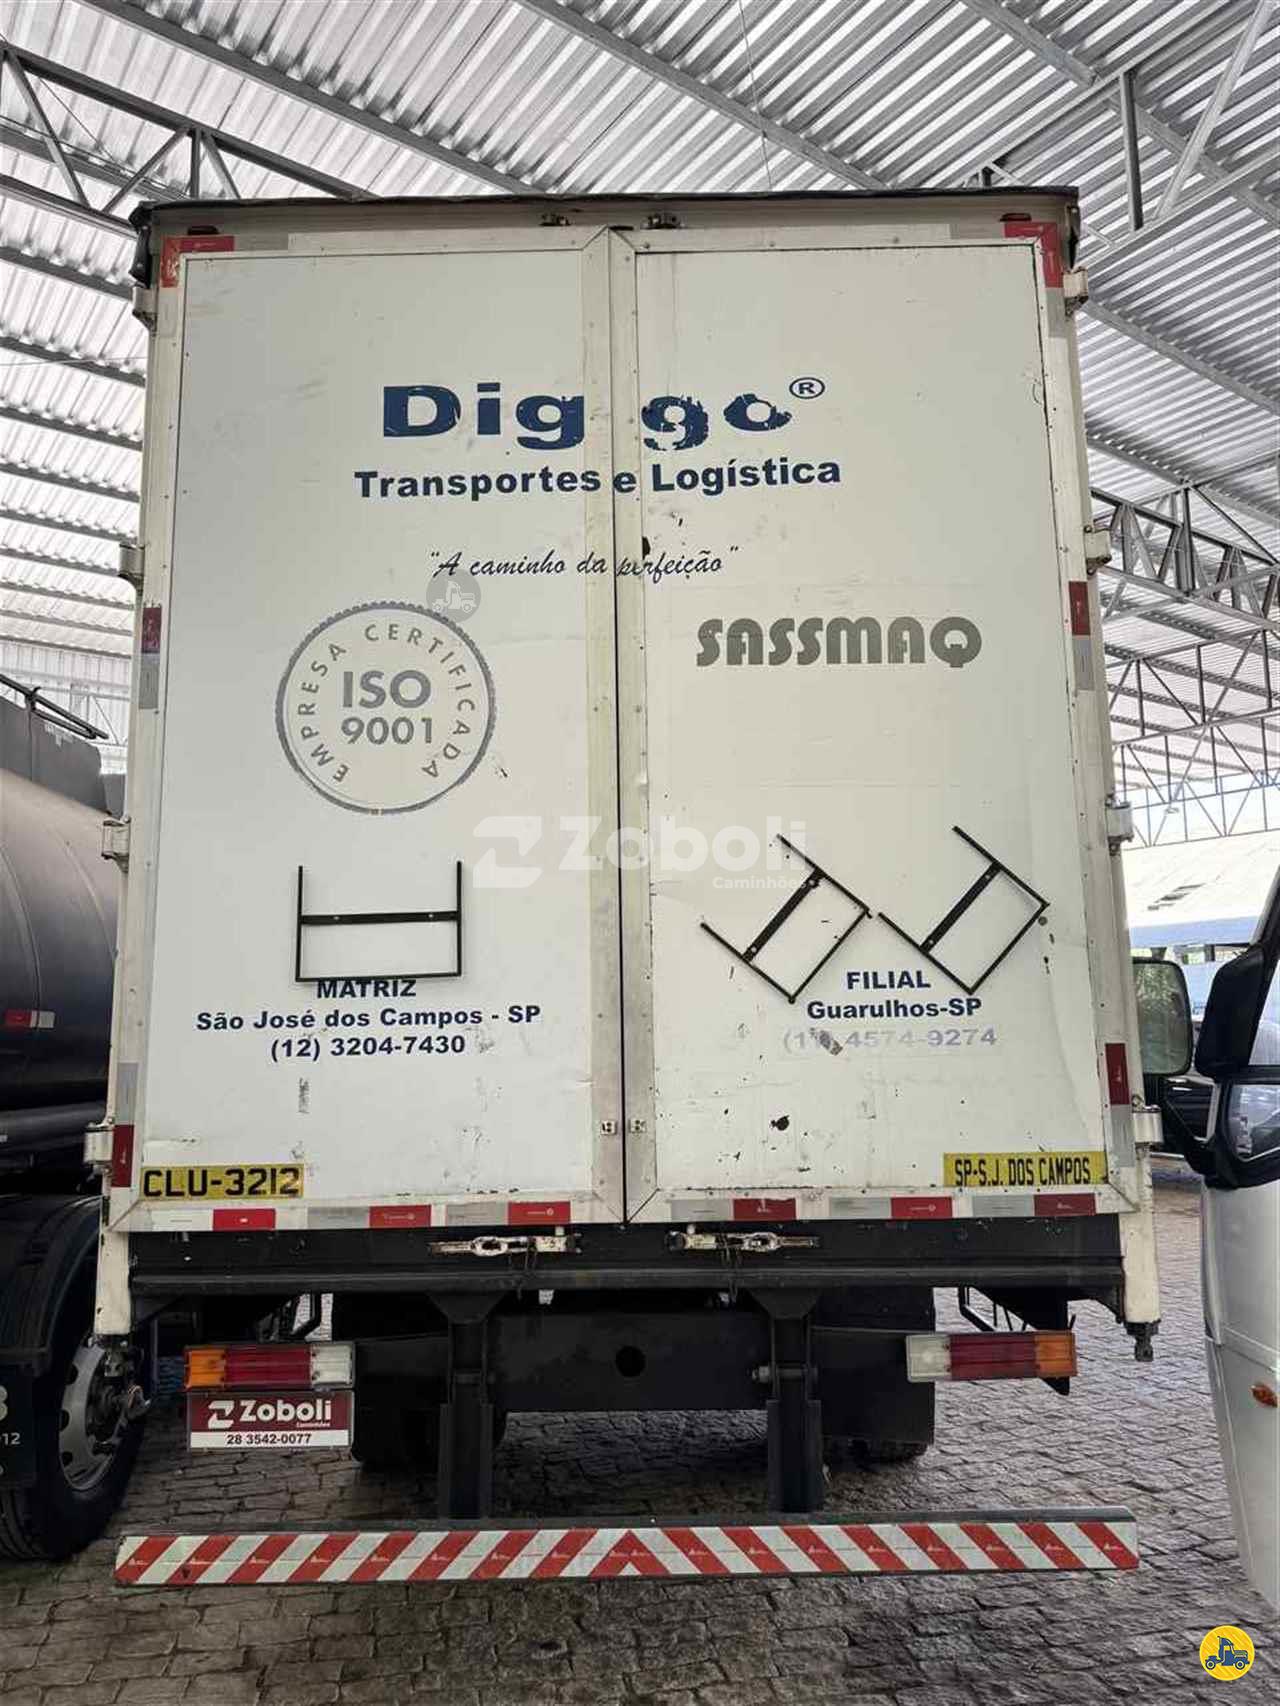 Diggo®
Transportes e Logística
"A caminho da perfeição"
EMPRESA CERTIFICADA
ISO
9001
SASSMAQ
Zoboli
Caminhões
MATRIZ
São José dos Campos - SP
(12) 3204-7430
FILIAL
Guarulhos-SP
(11) 4574-9274
CLU-3212
SP-S.J. DOS CAMPOS
Zoboli
Caminhões
28 3542-0077